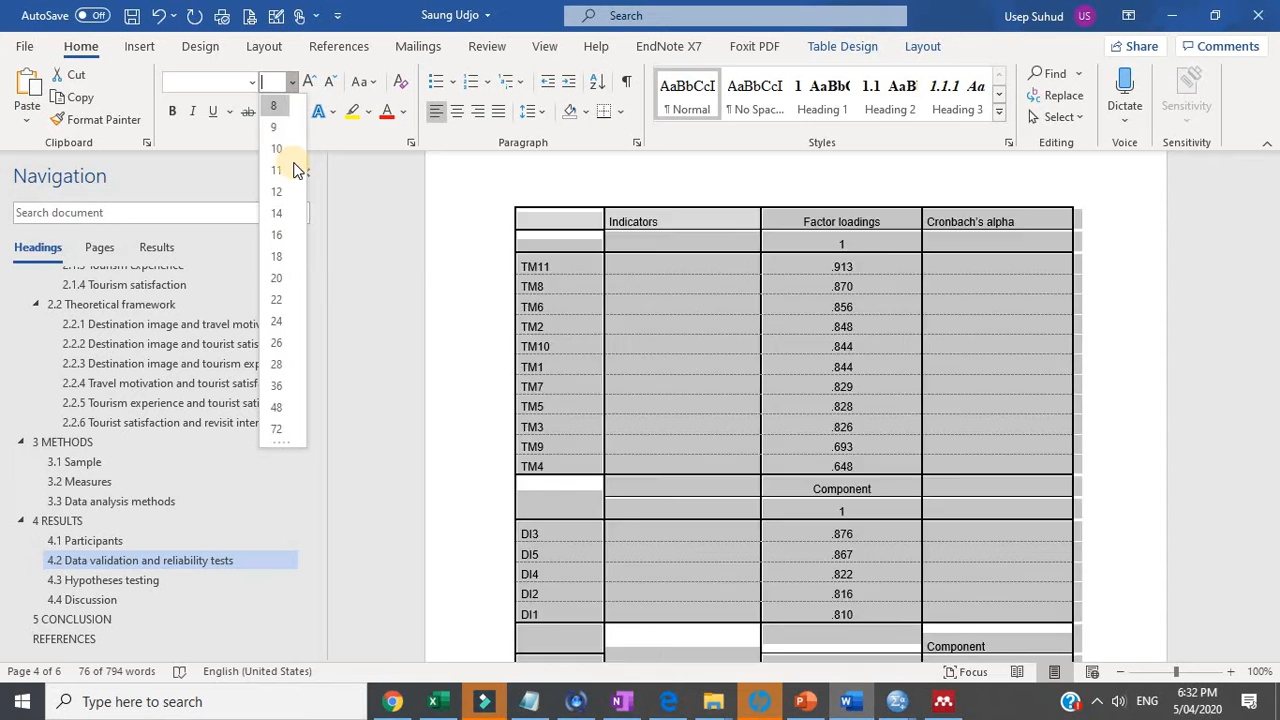 AutoSave Off Saung Udjo Search Usep Suhud US
File Home Insert Design Layout References Mailings Review View Help EndNote X7 Foxit PDF Table Design Layout Share Comments
Paste Cut Copy Format Painter
Aa
B I U ab A A
AaBbCcI AaBbCcI 1 AaBb( 1.1 AaB 1.1.1 Aa
Normal No Spac... Heading 1 Heading 2 Heading 3
Find Replace Select Dictate Sensitivity
Clipboard Paragraph Styles Editing Voice Sensitivity
8
9
10
11
12
14
16
18
20
22
24
26
28
36
48
72
Navigation
Search document
Headings Pages Results
2.1.3 Tourism Experience
2.1.4 Tourism satisfaction
2.2 Theoretical framework
2.2.1 Destination image and travel moti
2.2.2 Destination image and tourist satis
2.2.3 Destination image and tourism exp
2.2.4 Travel motivation and tourist satisf
2.2.5 Tourism experience and tourist sat
2.2.6 Tourist satisfaction and revisit inter
3 METHODS
3.1 Sample
3.2 Measures
3.3 Data analysis methods
4 RESULTS
4.1 Participants
4.2 Data validation and reliability tests
4.3 Hypotheses testing
4.4 Discussion
5 CONCLUSION
REFERENCES
Indicators Factor loadings Cronbach's alpha
1
TM11 .913
TM8 .870
TM6 .856
TM2 .848
TM10 .844
TM1 .844
TM7 .829
TM5 .828
TM3 .826
TM9 .693
TM4 .648
Component
1
DI3 .876
DI5 .867
DI4 .822
DI2 .816
DI1 .810
Component
Page 4 of 6 76 of 794 words English (United States) Focus 100%
Type here to search ENG 6:32 PM
5/04/2020